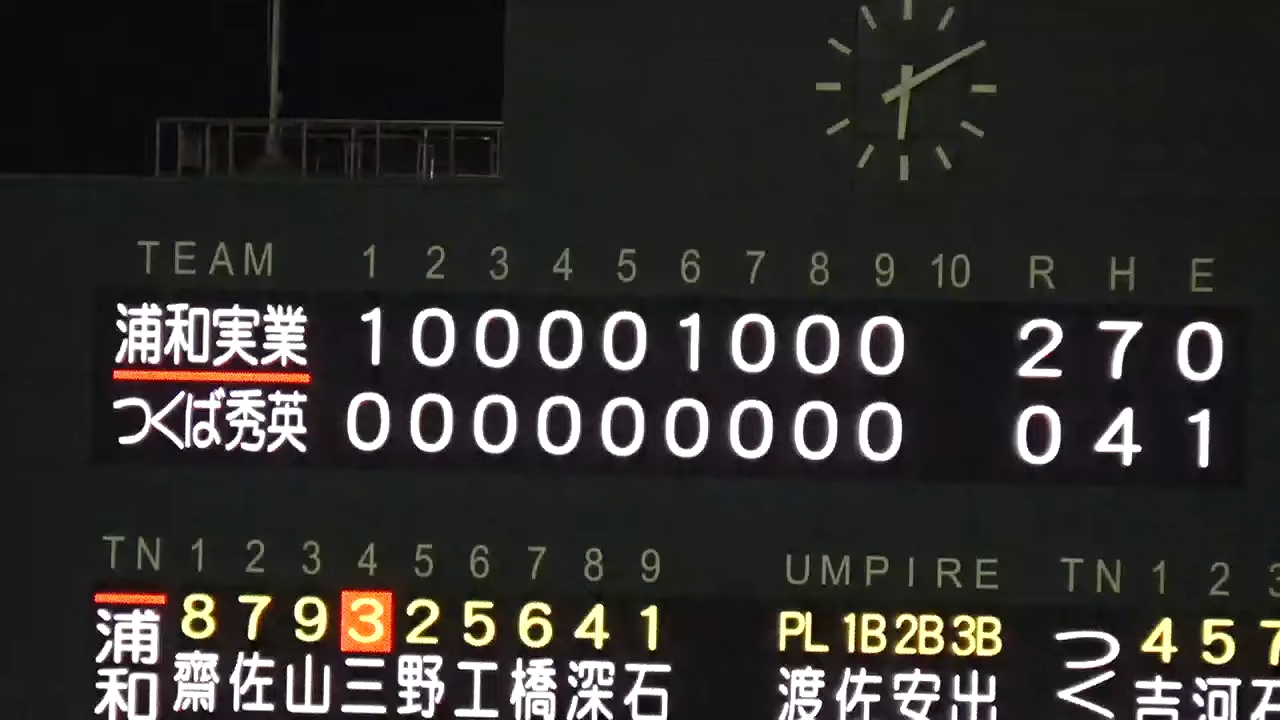 TEAM 1 2 3 4 5 6 7 8 9 10 R H E
浦和実業 1 0 0 0 0 1 0 0 0 2 7 0
つくば秀英 0 0 0 0 0 0 0 0 0 0 4 1
TN 1 2 3 4 5 6 7 8 9 UMPIRE TN 1 2 3
8 7 9 3 2 5 6 4 1 PL 1B 2B 3B 4 5 7
浦和 齋 佐 山 三 野 工 橋 深 石 渡 佐 安 出 つく 吉 河 石